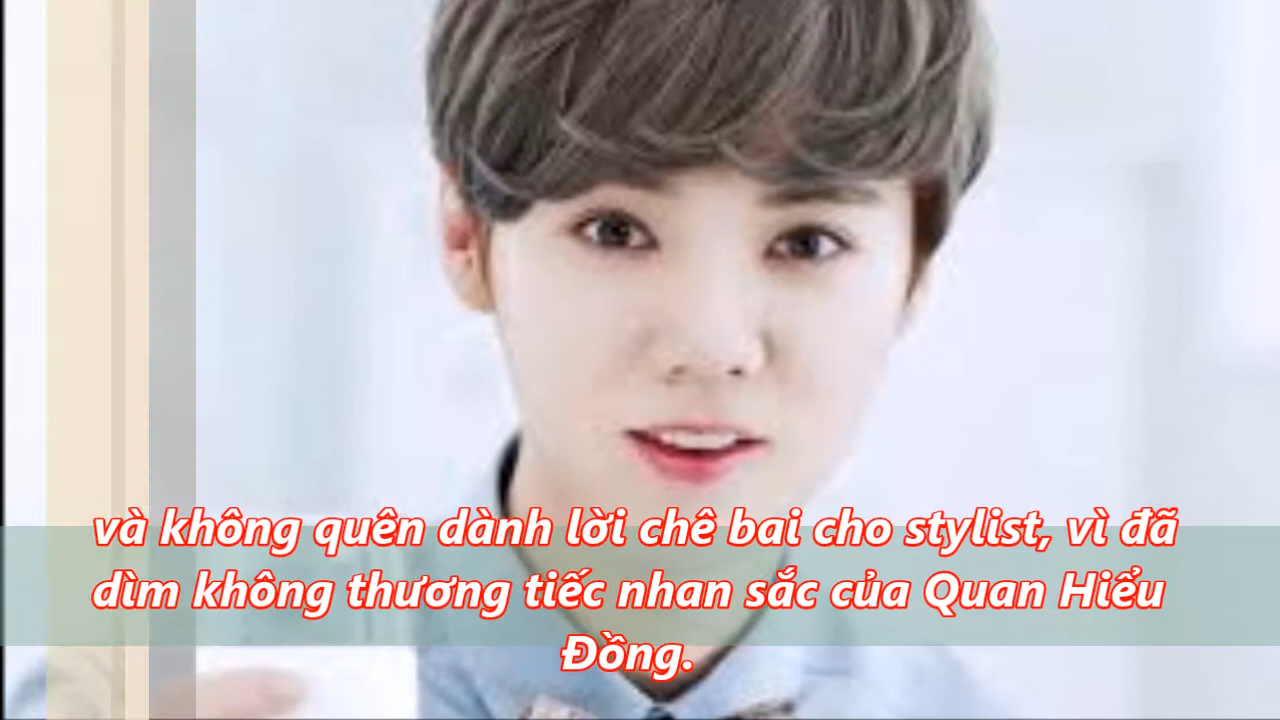 và không quên dành lời chê bai cho stylist, vì đã
dìm không thương tiếc nhan sắc của Quan Hiểu
Đồng.